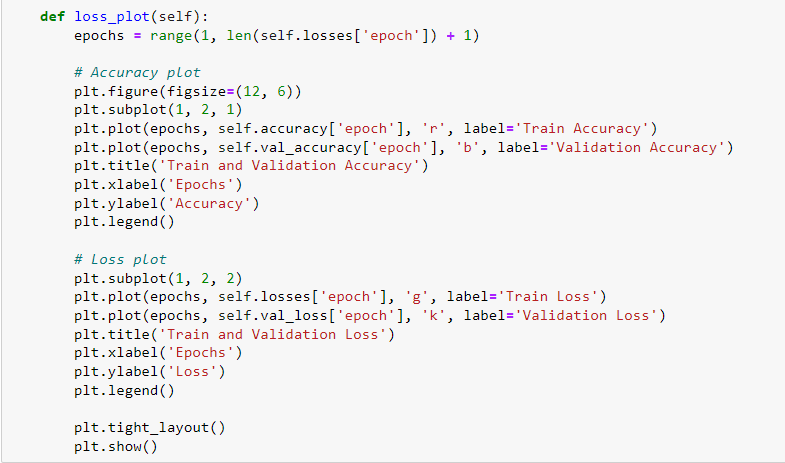 def loss_plot(self):
    epochs = range(1, len(self.losses['epoch']) + 1)

    # Accuracy plot
    plt.figure(figsize=(12, 6))
    plt.subplot(1, 2, 1)
    plt.plot(epochs, self.accuracy['epoch'], 'r', label='Train Accuracy')
    plt.plot(epochs, self.val_accuracy['epoch'], 'b', label='Validation Accuracy')
    plt.title('Train and Validation Accuracy')
    plt.xlabel('Epochs')
    plt.ylabel('Accuracy')
    plt.legend()

    # Loss plot
    plt.subplot(1, 2, 2)
    plt.plot(epochs, self.losses['epoch'], 'g', label='Train Loss')
    plt.plot(epochs, self.val_loss['epoch'], 'k', label='Validation Loss')
    plt.title('Train and Validation Loss')
    plt.xlabel('Epochs')
    plt.ylabel('Loss')
    plt.legend()

    plt.tight_layout()
    plt.show()